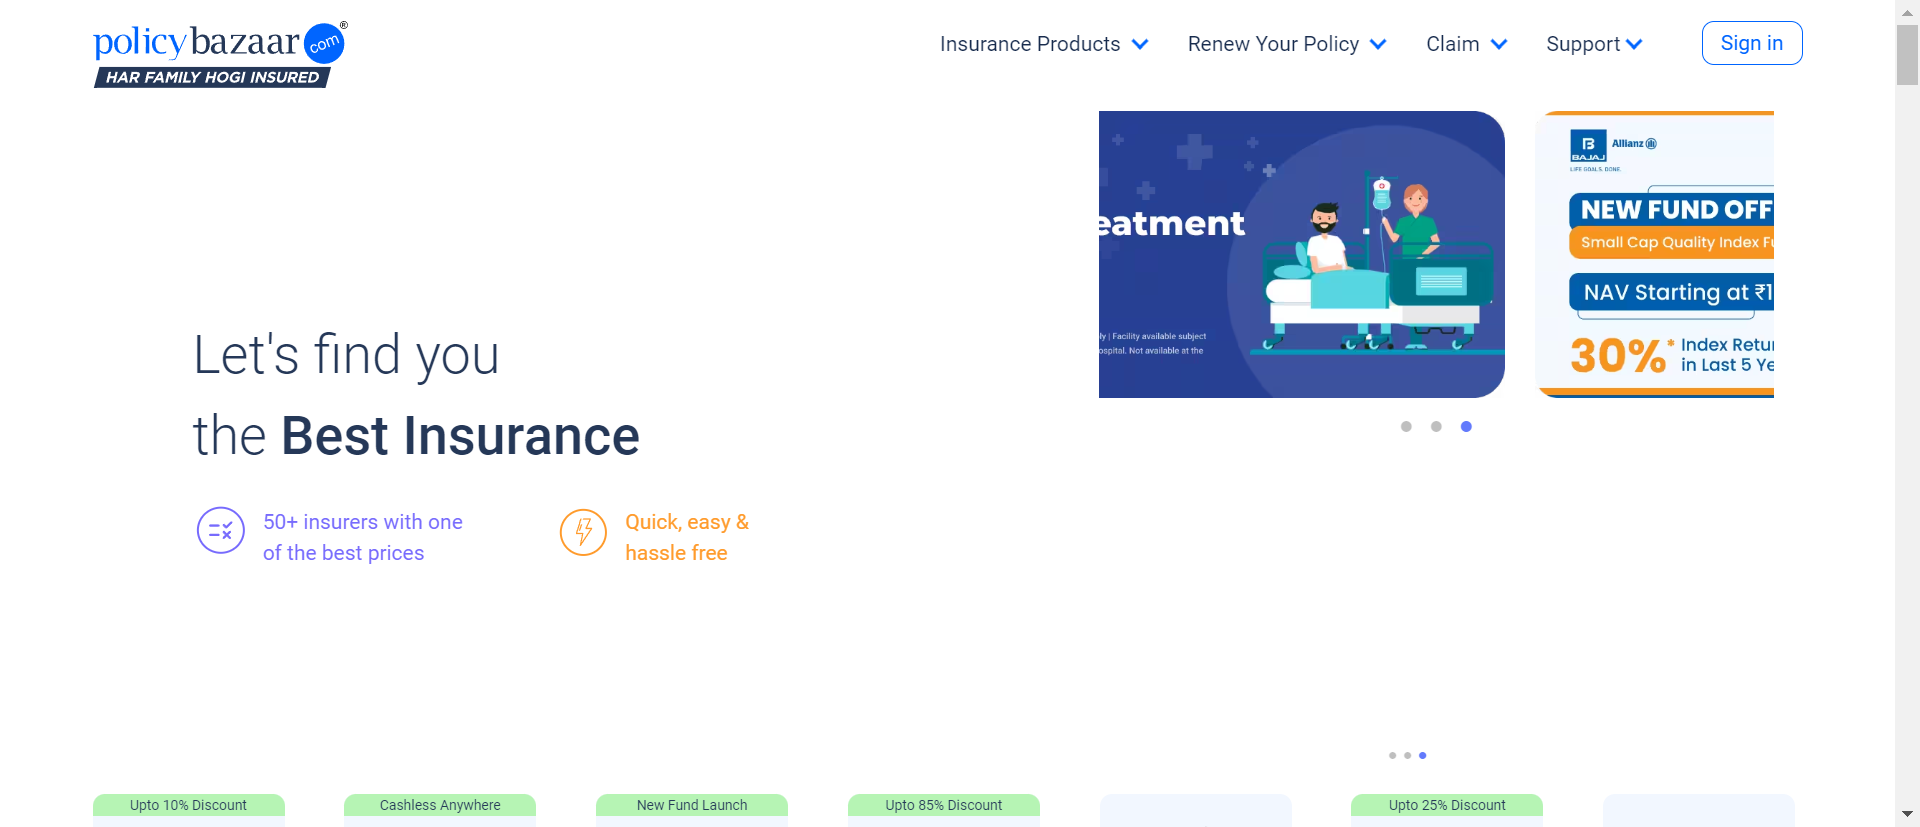 policybazaar.com®
HAR FAMILY HOGI INSURED
Insurance Products
Renew Your Policy
Claim
Support
Sign in
eatment
ly | Facility available subject
ospital. Not available at the
B
BAJAJ
Allianz
LIFE GOALS. DONE.
NEW FUND OFF
Small Cap Quality Index Fu
NAV Starting at ₹1
30%* Index Retur
in Last 5 Ye
Let's find you
the Best Insurance
50+ insurers with one
of the best prices
Quick, easy &
hassle free
Upto 10% Discount
Cashless Anywhere
New Fund Launch
Upto 85% Discount
Upto 25% Discount